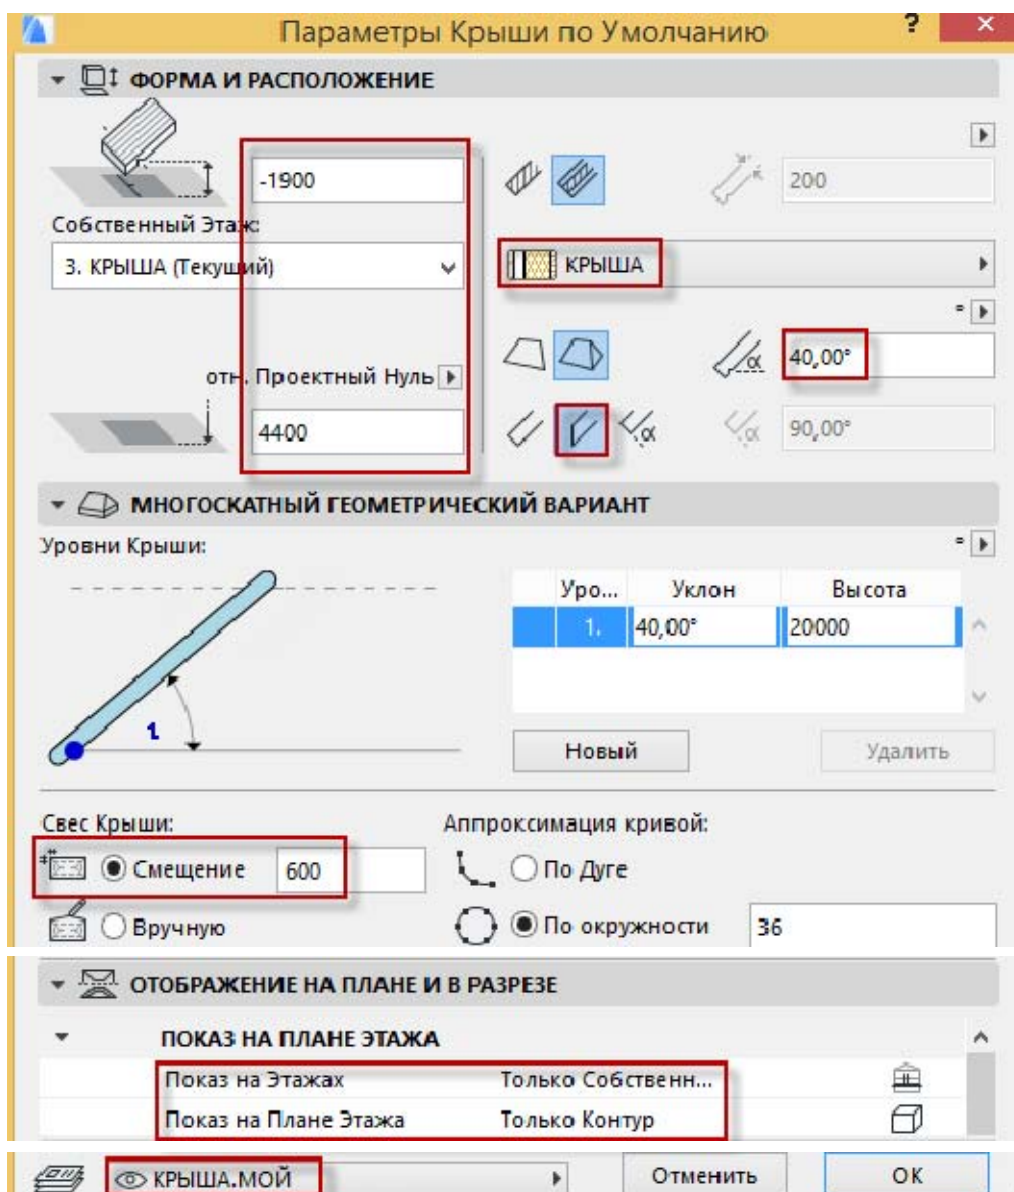 Параметры Крыши по Умолчанию ? ×
ФОРМА И РАСПОЛОЖЕНИЕ
-1900
200
Собственный Этаж:
3. КРЫША (Текущий)
КРЫША
40,00°
отн. Проектный Нуль
α
4400
α
α
90,00°
МНОГОСКАТНЫЙ ГЕОМЕТРИЧЕСКИЙ ВАРИАНТ
Уровни Крыши:
Уро... Уклон Высота
1. 40,00° 20000
1
Новый Удалить
Свес Крыши: Аппроксимация кривой:
Смещение 600 По Дуге
Вручную По окружности 36
ОТОБРАЖЕНИЕ НА ПЛАНЕ И В РАЗРЕЗЕ
ПОКАЗ НА ПЛАНЕ ЭТАЖА
Показ на Этажах Только Собственн...
Показ на Плане Этажа Только Контур
КРЫША.МОЙ Отменить OK